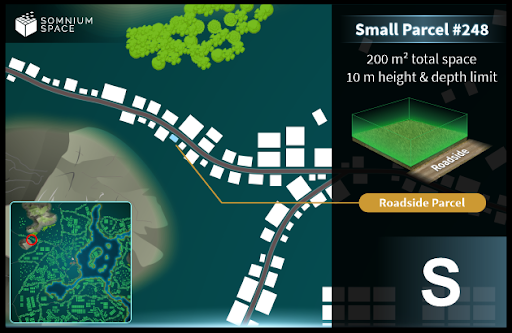 SOMNIUM
SPACE
Small Parcel #248
200 m² total space
10 m height & depth limit
Roadside
Roadside Parcel
S